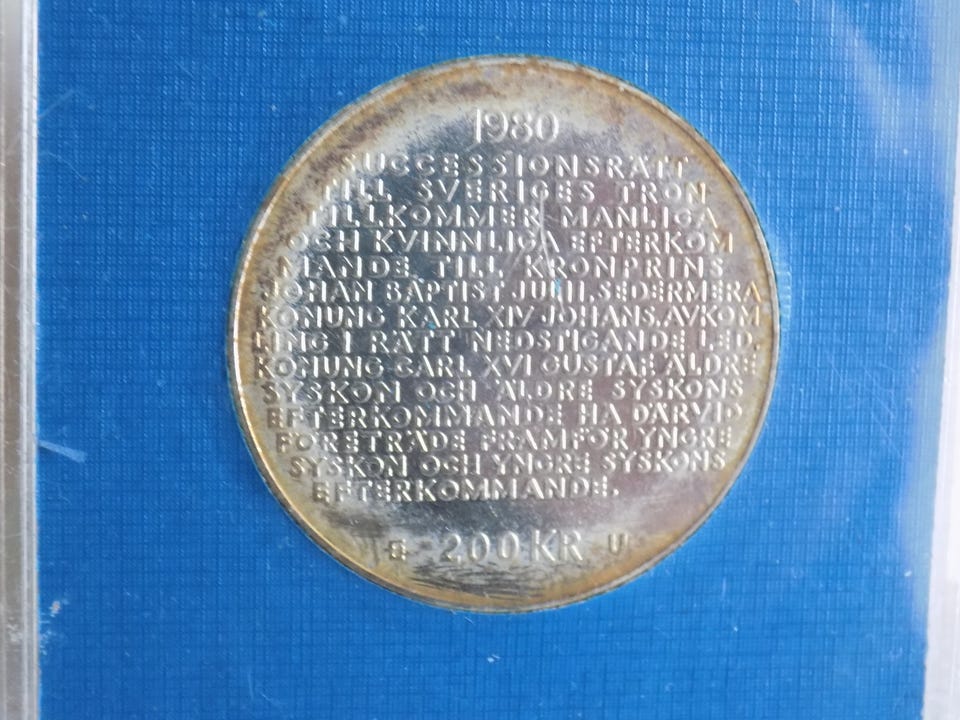 1980
SUCCESSIONSRÄTT
TILL SVERIGES TRON
TILLKOMMER MANLIGA
OCH KVINNLIGA EFTERKOM
MANDE TILL KRONPRINS
JOHAN BAPTIST JULII, SEDERMERA
KONUNG KARL XIV JOHANS, AVKOM
LING I RÄTT NEDSTIGANDE LED,
KONUNG CARL XVI GUSTAF. ÄLDRE
SYSKON OCH ÄLDRE SYSKONS
EFTERKOMMANDE HA DÄRVID
FÖRETRÄDE FRAMFÖR YNGRE
SYSKON OCH YNGRE SYSKONS
EFTERKOMMANDE.
200 KR U